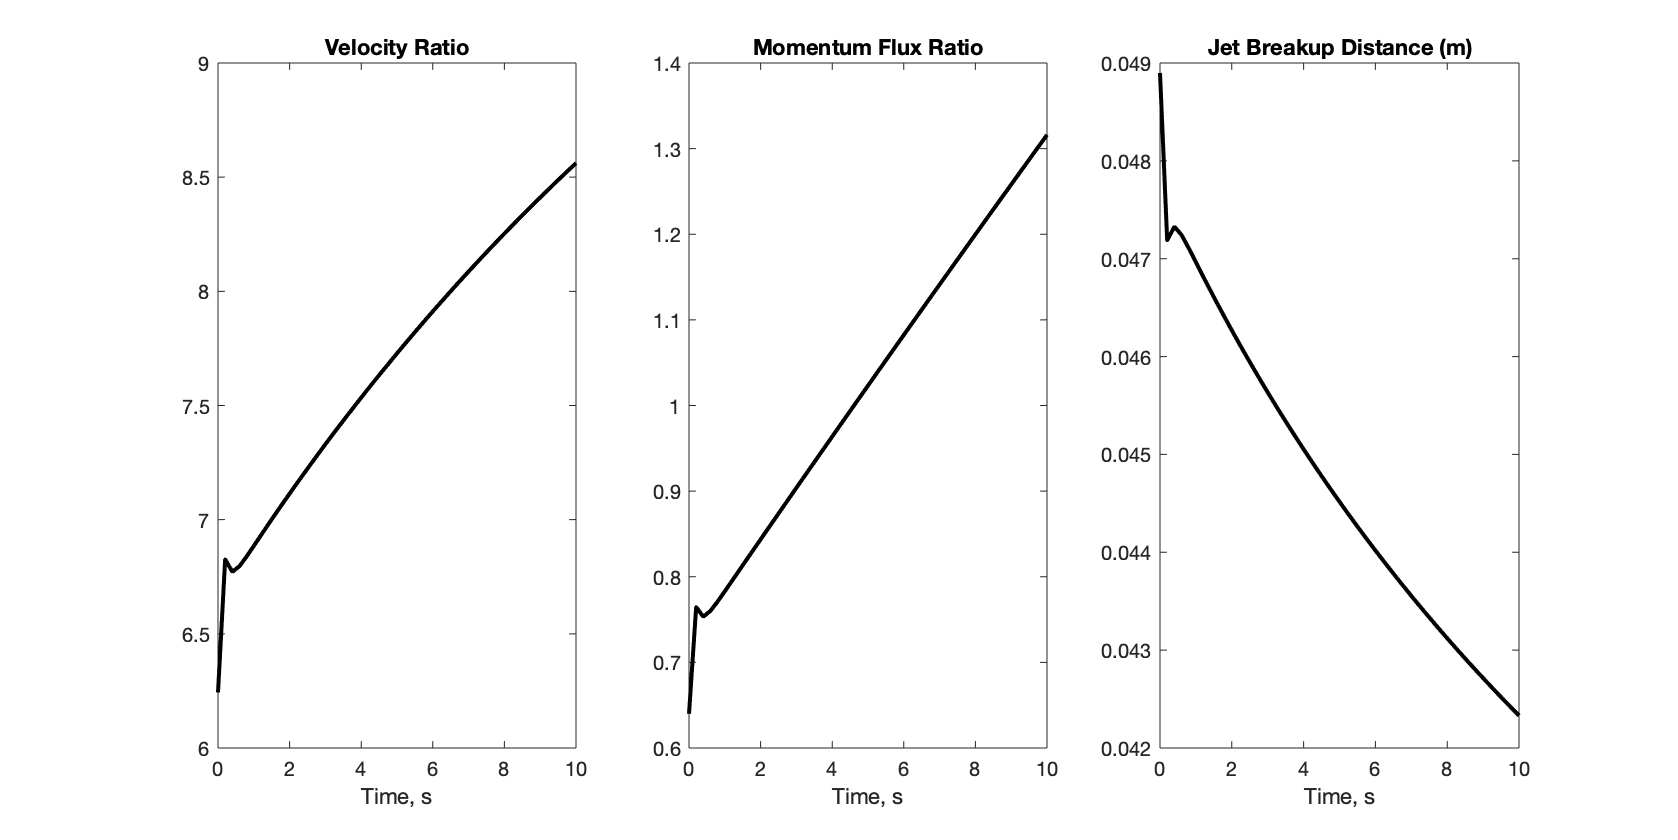 Velocity Ratio
9
8.5
8
7.5
7
6.5
6
0 2 4 6 8 10
Time, s
Momentum Flux Ratio
1.4
1.3
1.2
1.1
1
0.9
0.8
0.7
0.6
0 2 4 6 8 10
Time, s
Jet Breakup Distance (m)
0.049
0.048
0.047
0.046
0.045
0.044
0.043
0.042
0 2 4 6 8 10
Time, s